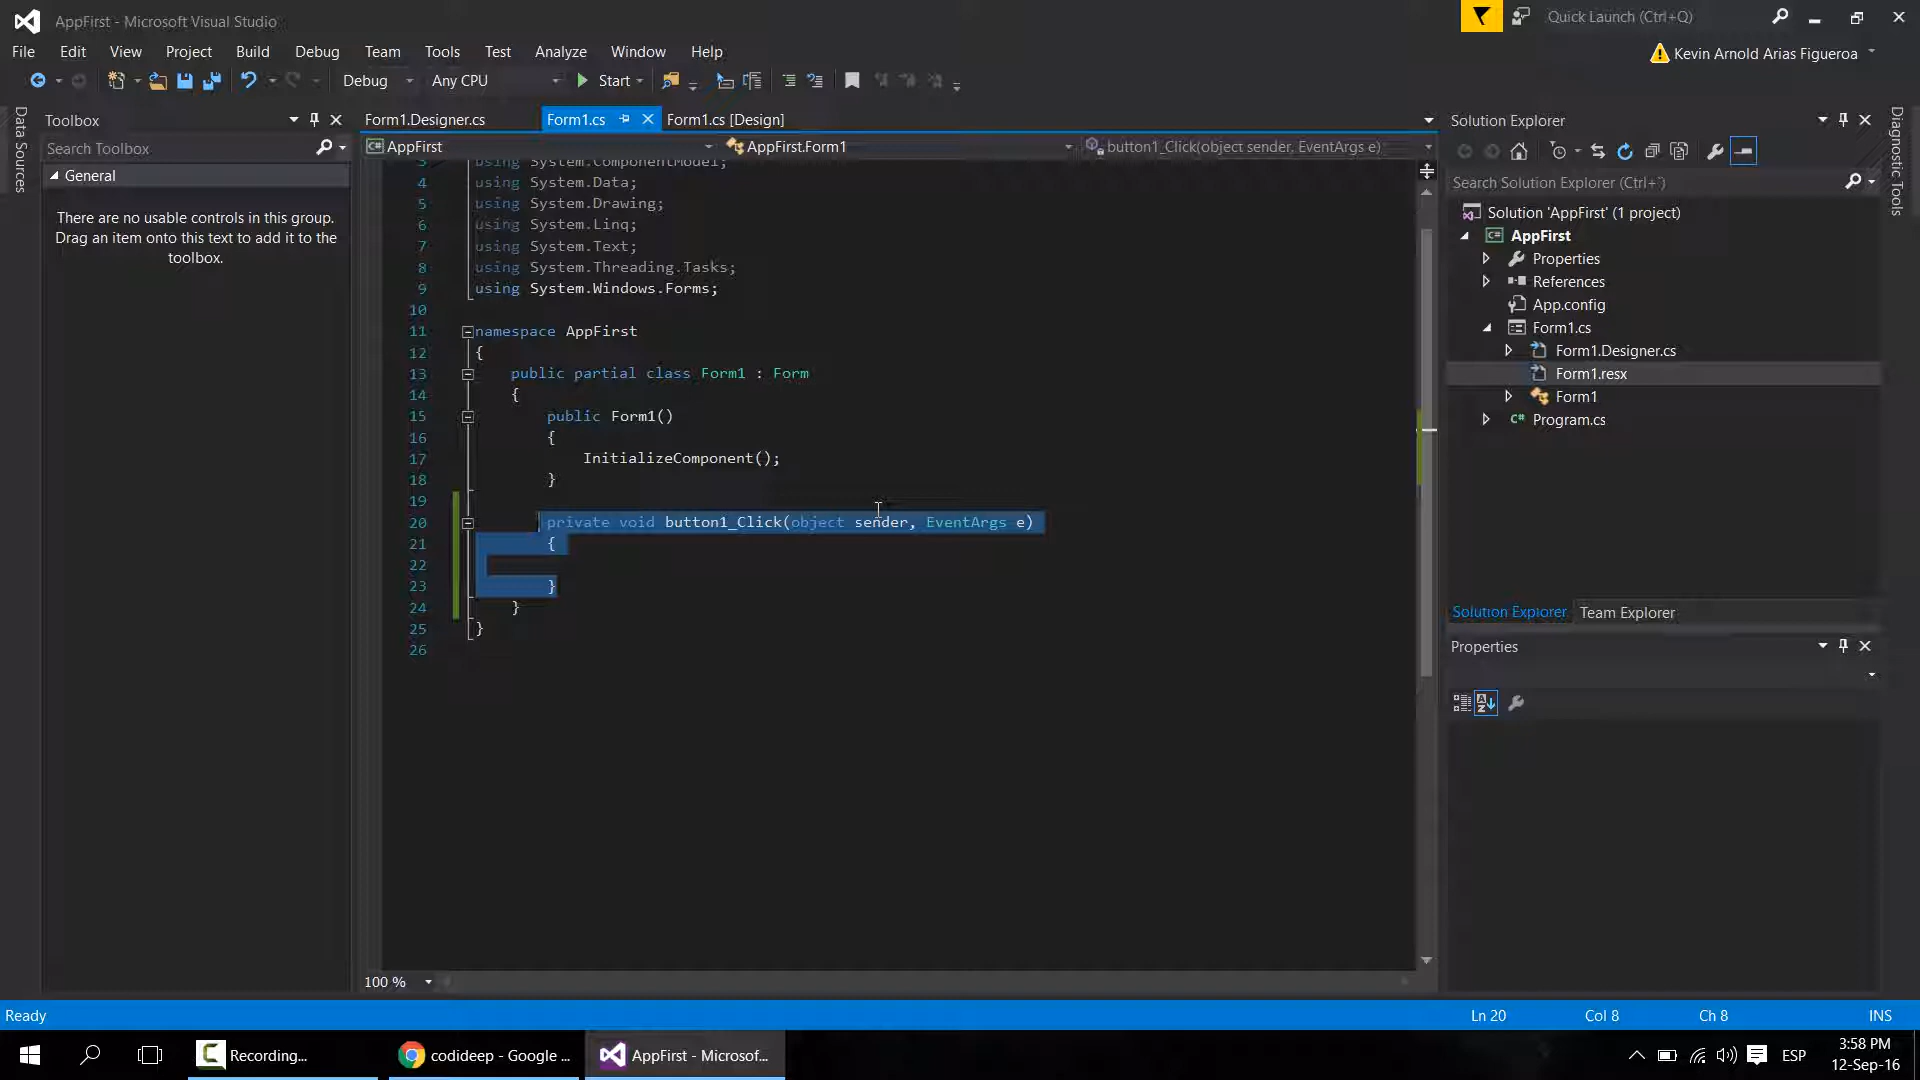 AppFirst - Microsoft Visual Studio
Quick Launch (Ctrl+Q)
File Edit View Project Build Debug Team Tools Test Analyze Window Help
Kevin Arnold Arias Figueroa
Debug Any CPU Start
Data Sources
Toolbox
Search Toolbox
General
There are no usable controls in this group.
Drag an item onto this text to add it to the
toolbox.
Form1.Designer.cs Form1.cs Form1.cs [Design]
AppFirst AppFirst.Form1 button1_Click(object sender, EventArgs e)
3 using System.ComponentModel;
4 using System.Data;
5 using System.Drawing;
6 using System.Linq;
7 using System.Text;
8 using System.Threading.Tasks;
9 using System.Windows.Forms;
10
11 namespace AppFirst
12 {
13 public partial class Form1 : Form
14 {
15 public Form1()
16 {
17 InitializeComponent();
18 }
19
20 private void button1_Click(object sender, EventArgs e)
21 {
22
23 }
24 }
25 }
26
100 %
Solution Explorer
Search Solution Explorer (Ctrl+´)
Solution 'AppFirst' (1 project)
C# AppFirst
Properties
References
App.config
Form1.cs
Form1.Designer.cs
Form1.resx
Form1
C# Program.cs
Solution Explorer Team Explorer
Properties
Diagnostic Tools
Ready Ln 20 Col 8 Ch 8 INS
Recording... codideep - Google ... AppFirst - Microsof... ESP
3:58 PM
12-Sep-16